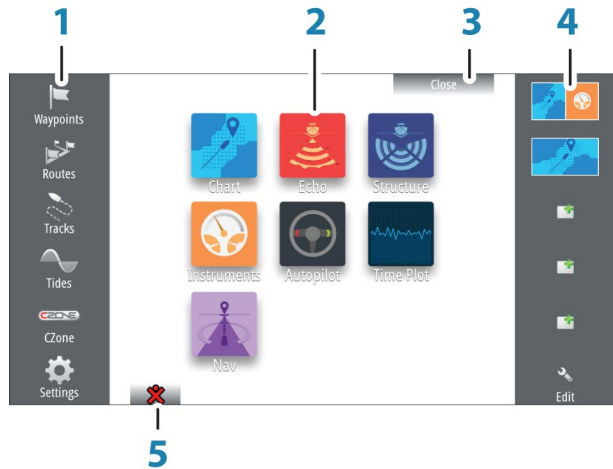 1
2
3
4
Close
Waypoints
Routes
Tracks
Tides
CZONE
CZone
Settings
Chart
Echo
Structure
Instruments
Autopilot
Time Plot
Nav
Edit
5